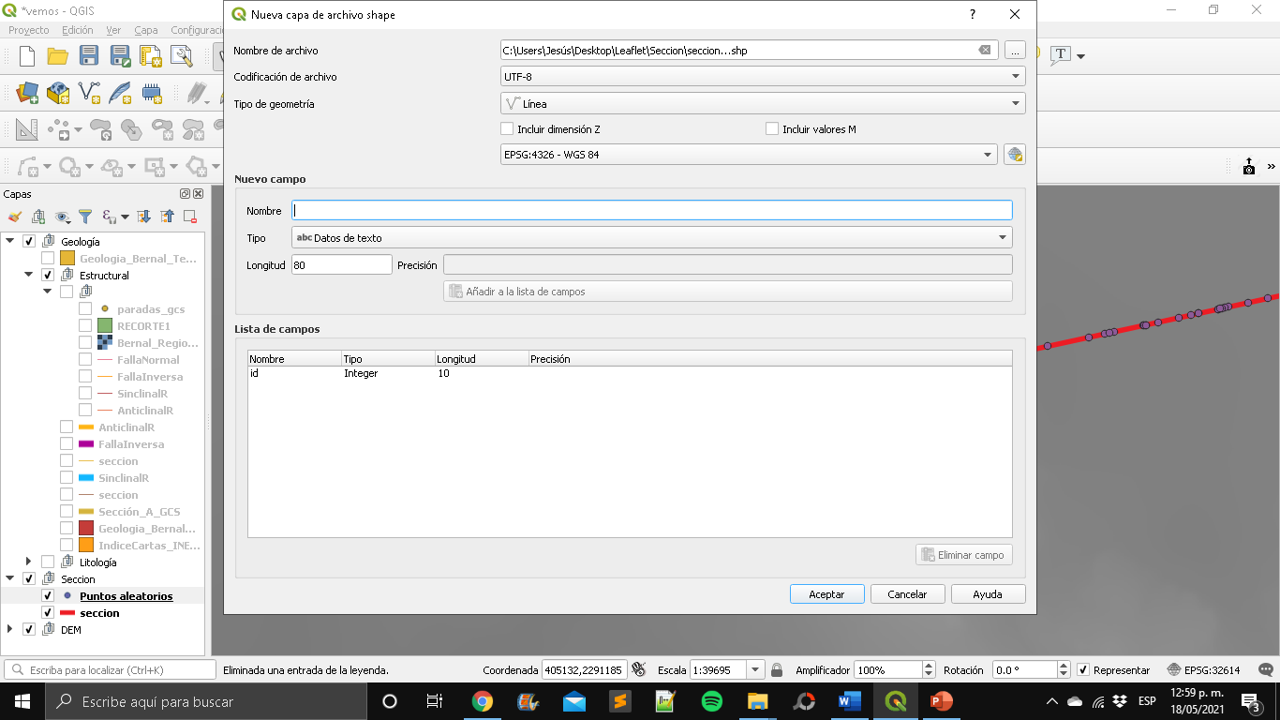 *vemos - QGIS
Proyecto Edición Ver Capa Configuraci
Capas
Geología
Geologia_Bernal_Te...
Estructural
paradas_gcs
RECORTE1
Bernal_Regio...
FallaNormal
FallaInversa
SinclinalR
AnticlinalR
AnticlinalR
FallaInversa
seccion
SinclinalR
seccion
Sección_A_GCS
Geologia_Bernal...
IndiceCartas_INE...
Litología
Seccion
Puntos aleatorios
seccion
DEM
Nueva capa de archivo shape
?
Nombre de archivo C:\Users\Jesús\Desktop\Leaflet\Seccion\seccion...shp ...
Codificación de archivo UTF-8
Tipo de geometría Línea
Incluir dimensión Z Incluir valores M
EPSG:4326 - WGS 84
Nuevo campo
Nombre
Tipo abc Datos de texto
Longitud 80 Precisión
Añadir a la lista de campos
Lista de campos
Nombre Tipo Longitud Precisión
id Integer 10
Eliminar campo
Aceptar Cancelar Ayuda
T
»
Escriba para localizar (Ctrl+K) Eliminada una entrada de la leyenda. Coordenada 405132,2291185 Escala 1:39695 Amplificador 100% Rotación 0.0 ° Representar EPSG:32614
Escribe aquí para buscar
W
P
ESP
12:59 p. m.
18/05/2021
3